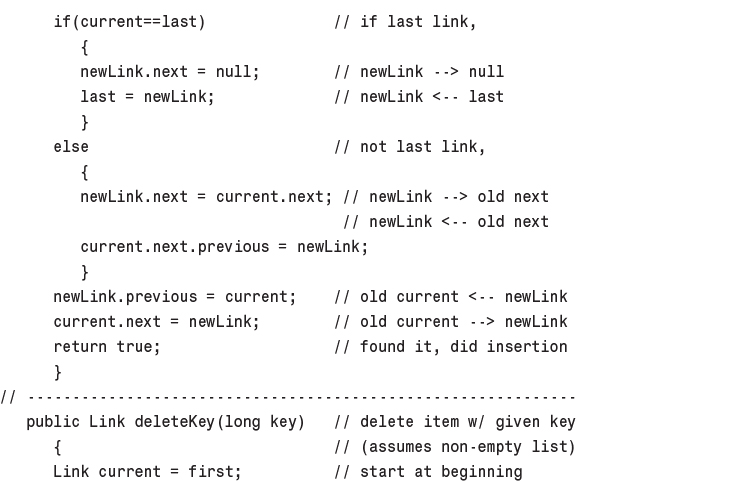 if(current==last)              // if last link,
{
newLink.next = null;        // newLink --> null
last = newLink;             // newLink <-- last
}
else                           // not last link,
{
newLink.next = current.next; // newLink --> old next
// newLink <-- old next
current.next.previous = newLink;
}
newLink.previous = current;    // old current <-- newLink
current.next = newLink;        // old current --> newLink
return true;                   // found it, did insertion
}
// -------------------------------------------------------------
public Link deleteKey(long key)   // delete item w/ given key
{                              // (assumes non-empty list)
Link current = first;          // start at beginning